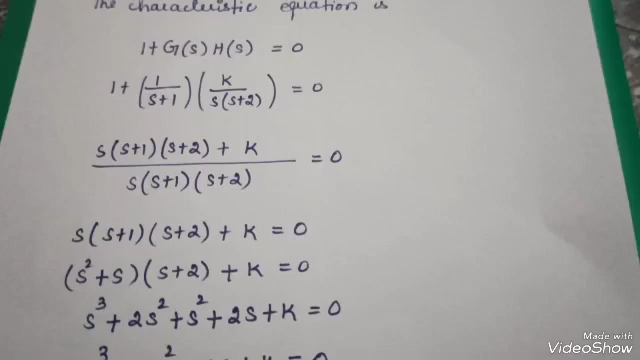 The characteristic equation is
1 + G(s) H(s) = 0
1 + (1/(s+1)) (K/(s(s+2))) = 0
(s(s+1)(s+2) + K)/(s(s+1)(s+2)) = 0
s(s+1)(s+2) + K = 0
(s² + s)(s+2) + K = 0
s³ + 2s² + s² + 2s + K = 0
Made with
VideoShow